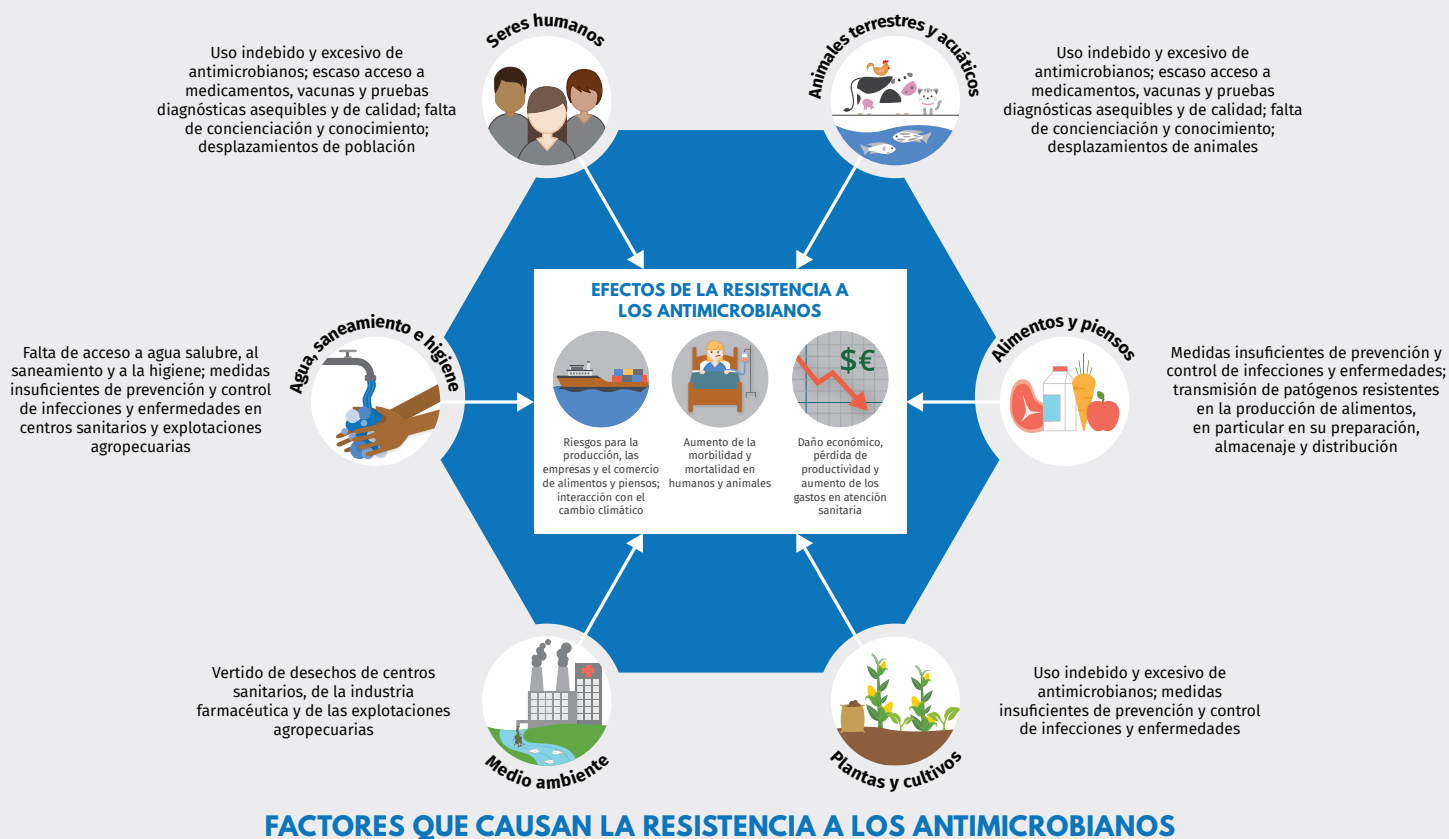 Seres humanos
Uso indebido y excesivo de
antimicrobianos; escaso acceso a
medicamentos, vacunas y pruebas
diagnósticas asequibles y de calidad; falta
de concienciación y conocimiento;
desplazamientos de población
Animales terrestres y acuáticos
Uso indebido y excesivo de
antimicrobianos; escaso acceso a
medicamentos, vacunas y pruebas
diagnósticas asequibles y de calidad; falta
de concienciación y conocimiento;
desplazamientos de animales
Agua, saneamiento e higiene
Falta de acceso a agua salubre, al
saneamiento y a la higiene; medidas
insuficientes de prevención y control
de infecciones y enfermedades en
centros sanitarios y explotaciones
agropecuarias
EFECTOS DE LA RESISTENCIA A
LOS ANTIMICROBIANOS
$€
Riesgos para la
producción, las
empresas y el comercio
de alimentos y piensos;
interacción con el
cambio climático
Aumento de la
morbilidad y
mortalidad en
humanos y animales
Daño económico,
pérdida de
productividad y
aumento de los
gastos en atención
sanitaria
Alimentos y piensos
Medidas insuficientes de prevención y
control de infecciones y enfermedades;
transmisión de patógenos resistentes
en la producción de alimentos,
en particular en su preparación,
almacenaje y distribución
Vertido de desechos de centros
sanitarios, de la industria
farmacéutica y de las explotaciones
agropecuarias
Medio ambiente
Uso indebido y excesivo de
antimicrobianos; medidas
insuficientes de prevención y control
de infecciones y enfermedades
Plantas y cultivos
FACTORES QUE CAUSAN LA RESISTENCIA A LOS ANTIMICROBIANOS